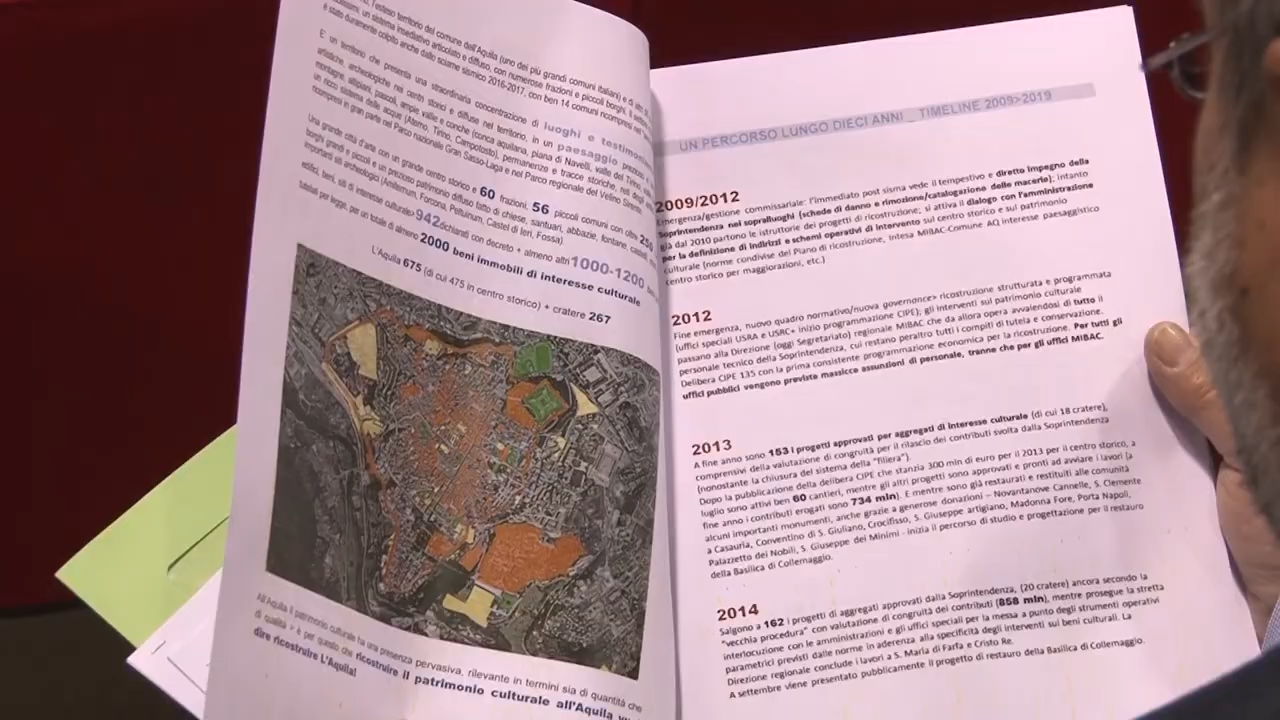 l'esteso territorio del comune dell'Aquila (uno dei più grandi comuni italiani) e di altri
un sistema insediativo articolato e diffuso, con numerose frazioni e piccoli borghi. Il
è stato duramente colpito anche dallo sciame sismico 2016-2017, con ben 14 comuni ricompresi nel
E' un territorio che presenta una straordinaria concentrazione di luoghi e testimon
artistiche, archeologiche nei centri storici e diffuse nel territorio, in un paesaggio prezioso
montagne, altipiani, pascoli, ampie valle e conche (conca aquilana, piana di Navelli, valle del Tirino,
un ricco sistema delle acque (Aterno, Tirino, Campotosto), permanenze e tracce storiche, reti degli
ricompresi in gran parte nel Parco nazionale Gran Sasso-Laga e nel Parco regionale del Velino Sirente
Una grande città d'arte con un grande centro storico e 60 frazioni, 56 piccoli comuni con oltre 250
borghi grandi e piccoli e un prezioso patrimonio diffuso fatto di chiese, santuari, abbazie, fontane, castelli,
importanti siti archeologici (Amiternum, Forcona, Peltuinum, Castel di Ieri, Fossa).
edifici, beni, siti di interesse culturale> 942 dichiarati con decreto + almeno altri 1000-1200 beni
tutelati per legge, per un totale di almeno 2000 beni immobili di interesse culturale
L'Aquila 675 (di cui 475 in centro storico) + cratere 267
All'Aquila il patrimonio culturale ha una presenza pervasiva, rilevante in termini sia di quantità che
di qualità > è per questo che ricostruire il patrimonio culturale all'Aquila vu
dire ricostruire L'Aquila!
UN PERCORSO LUNGO DIECI ANNI _ TIMELINE 2009>2019
2009/2012
Emergenza/gestione commissariale: l'immediato post sisma vede il tempestivo e diretto impegno della
Soprintendenza nei sopralluoghi (schede di danno e rimozione/catalogazione delle macerie); intanto
già dal 2010 partono le istruttorie dei progetti di ricostruzione; si attiva il dialogo con l'amministrazione
per la definizione di indirizzi e schemi operativi di intervento sul centro storico e sul patrimonio
culturale (norme condivise del Piano di ricostruzione, Intesa MIBAC-Comune AQ interesse paesaggistico
centro storico per maggiorazioni, etc.)
2012
Fine emergenza, nuovo quadro normativo/nuova governance> ricostruzione strutturata e programmata
(uffici speciali USRA e USRC+ inizio programmazione CIPE); gli interventi sul patrimonio culturale
passano alla Direzione (oggi Segretariato) regionale MIBAC che da allora opera avvalendosi di tutto il
personale tecnico della Soprintendenza, cui restano peraltro tutti i compiti di tutela e conservazione.
Delibera CIPE 135 con la prima consistente programmazione economica per la ricostruzione. Per tutti gli
uffici pubblici vengono previste massicce assunzioni di personale, tranne che per gli uffici MIBAC.
2013
A fine anno sono 153 i progetti approvati per aggregati di interesse culturale (di cui 18 cratere),
comprensivi della valutazione di congruità per il rilascio dei contributi svolta dalla Soprintendenza
(nonostante la chiusura del sistema della "filiera").
Dopo la pubblicazione della delibera CIPE che stanzia 300 mln di euro per il 2013 per il centro storico, a
luglio sono attivi ben 60 cantieri, mentre gli altri progetti sono approvati e pronti ad avviare i lavori (a
fine anno i contributi erogati sono 734 mln). E mentre sono già restaurati e restituiti alle comunità
alcuni importanti monumenti, anche grazie a generose donazioni – Novantanove Cannelle, S. Clemente
a Casauria, Conventino di S. Giuliano, Crocifisso, S. Giuseppe artigiano, Madonna Fore, Porta Napoli,
Palazzetto dei Nobili, S. Giuseppe dei Minimi - inizia il percorso di studio e progettazione per il restauro
della Basilica di Collemaggio.
2014
Salgono a 162 i progetti di aggregati approvati dalla Soprintendenza, (20 cratere) ancora secondo la
"vecchia procedura" con valutazione di congruità dei contributi (858 mln), mentre prosegue la stretta
interlocuzione con le amministrazioni e gli uffici speciali per la messa a punto degli strumenti operativi
parametrici previsti dalle norme in aderenza alla specificità degli interventi sui beni culturali. La
Direzione regionale conclude i lavori a S. Maria di Farfa e Cristo Re.
A settembre viene presentato pubblicamente il progetto di restauro della Basilica di Collemaggio.